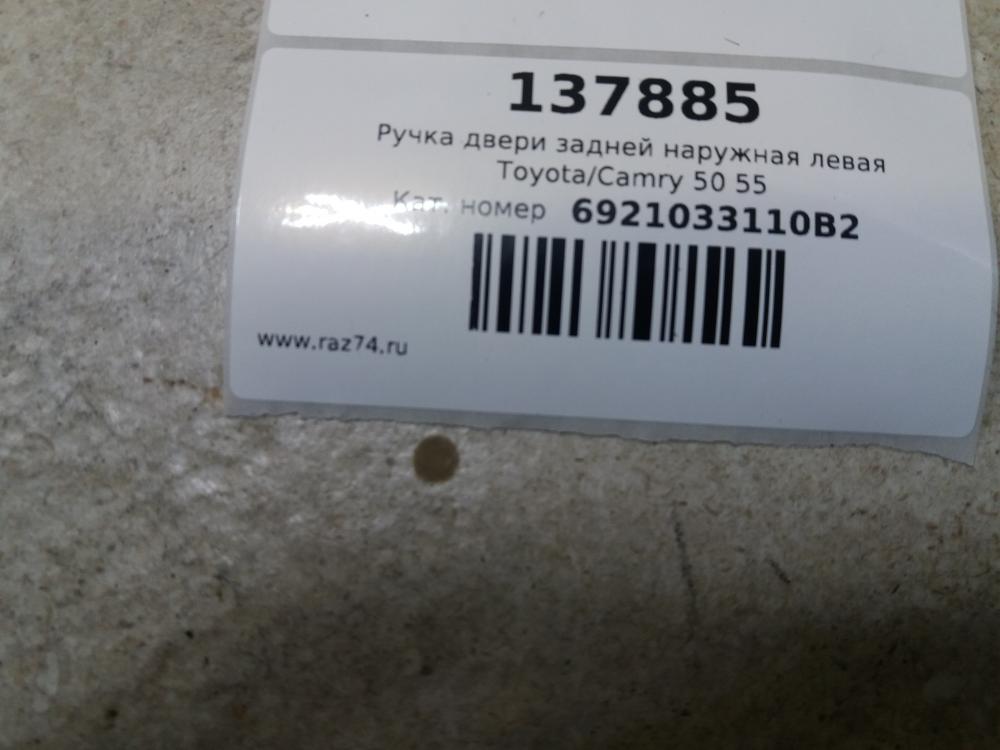 137885
Ручка двери задней наружная левая
Toyota/Camry 50 55
Кат. номер 6921033110B2
www.raz74.ru